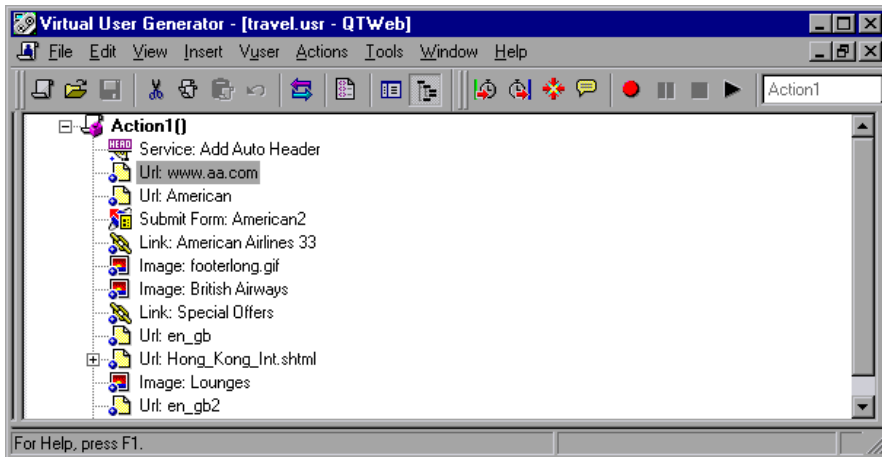 Virtual User Generator - [travel.usr - QTWeb]
File Edit View Insert Vuser Actions Tools Window Help
Action1
Action1()
HEAD Service: Add Auto Header
Url: www.aa.com
Url: American
Submit Form: American2
Link: American Airlines 33
Image: footerlong.gif
Image: British Airways
Link: Special Offers
Url: en_gb
Url: Hong_Kong_Int.shtml
Image: Lounges
Url: en_gb2
For Help, press F1.